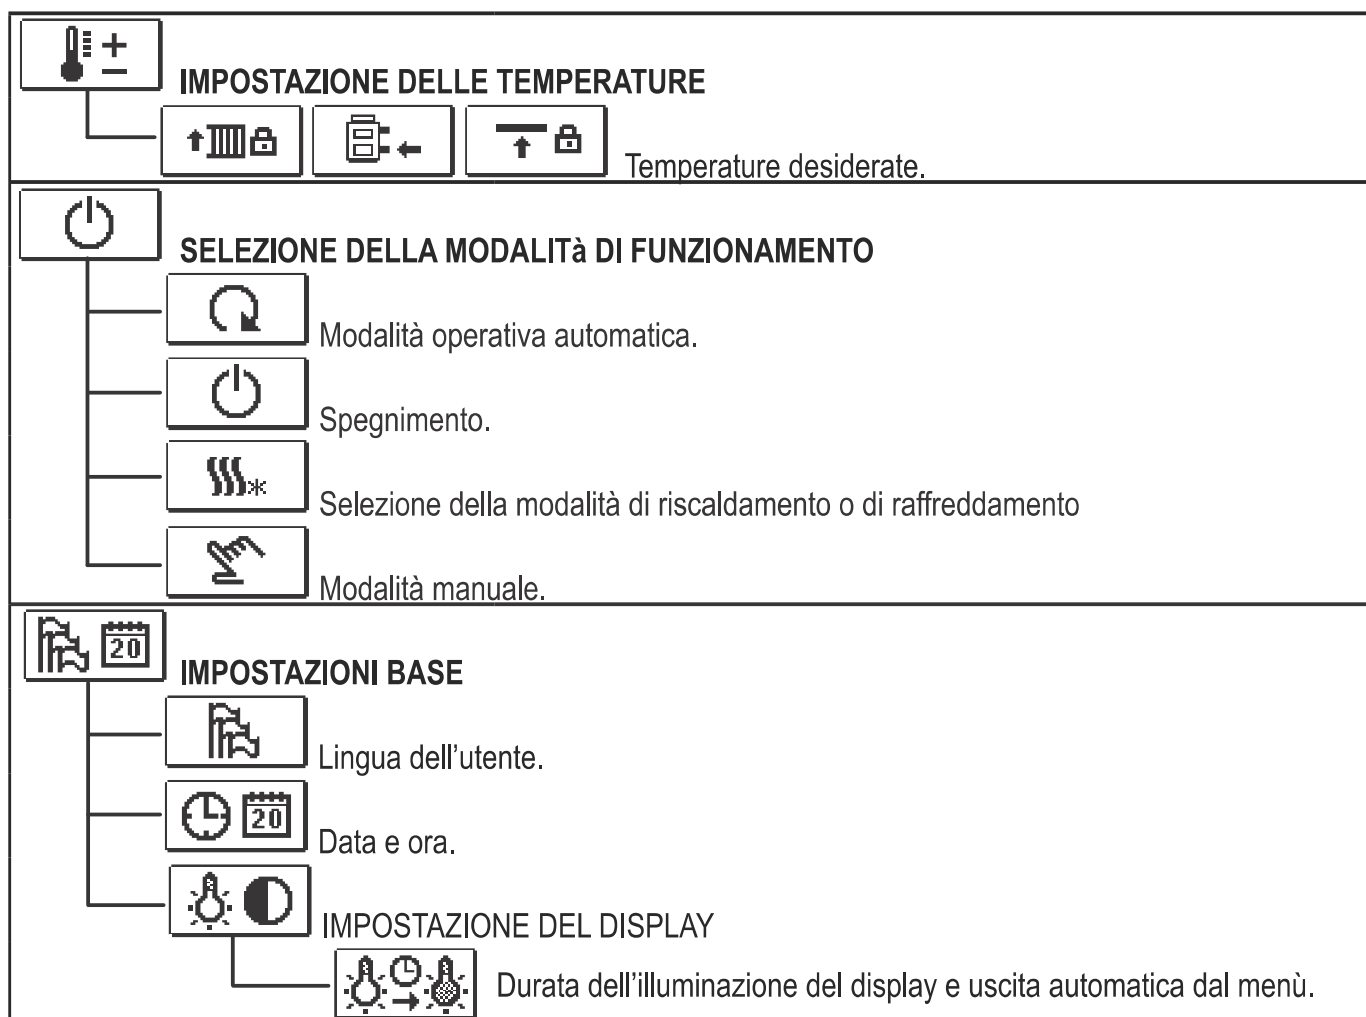 IMPOSTAZIONE DELLE TEMPERATURE
Temperature desiderate.
SELEZIONE DELLA MODALITà DI FUNZIONAMENTO
Modalità operativa automatica.
Spegnimento.
Selezione della modalità di riscaldamento o di raffreddamento
Modalità manuale.
20
IMPOSTAZIONI BASE
Lingua dell’utente.
20
Data e ora.
IMPOSTAZIONE DEL DISPLAY
Durata dell’illuminazione del display e uscita automatica dal menù.